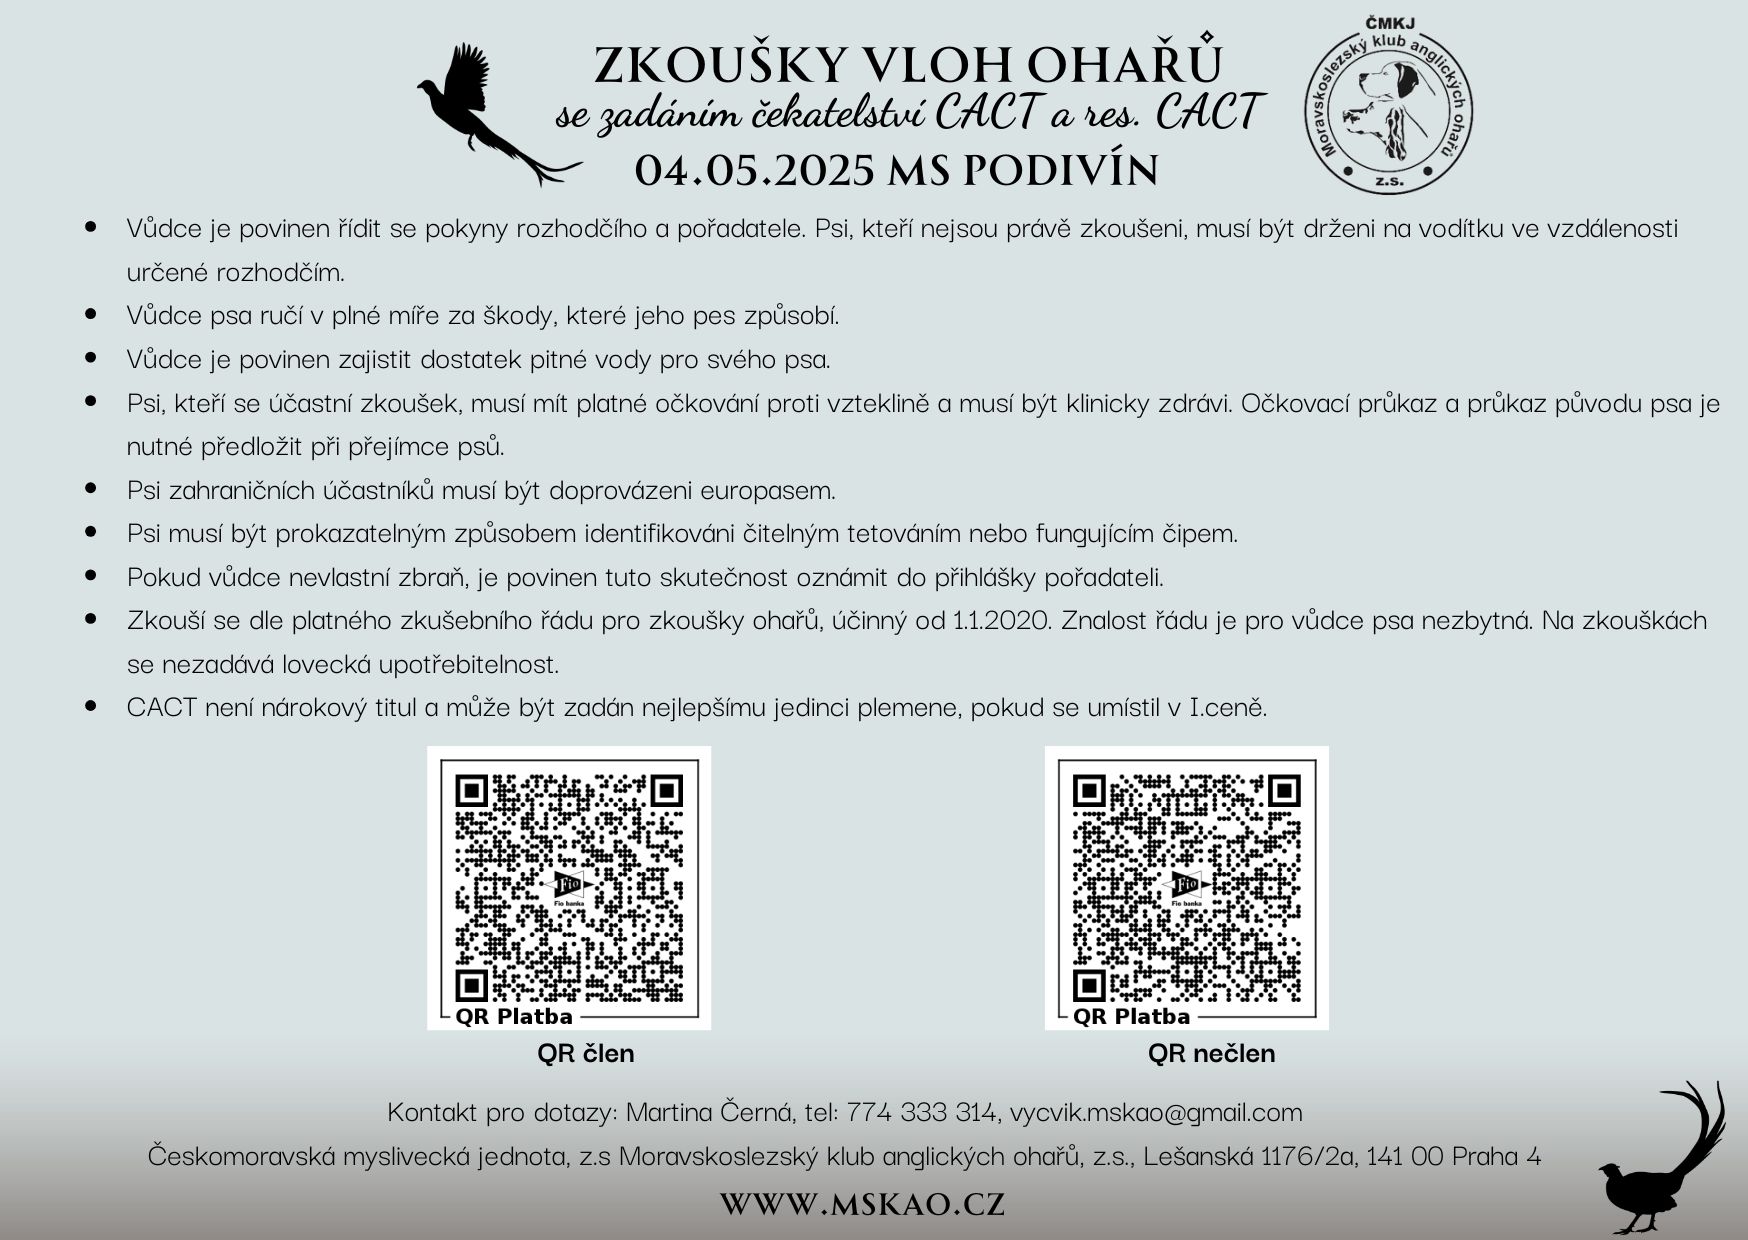 ČMKJ
Moravskoslezský klub anglických ohařů
z.s.
ZKOUŠKY VLOH OHAŘŮ
se zadáním čekatelství CACT a res. CACT
04.05.2025 MS PODIVÍN
• Vůdce je povinen řídit se pokyny rozhodčího a pořadatele. Psi, kteří nejsou právě zkoušeni, musí být drženi na vodítku ve vzdálenosti
určené rozhodčím.
• Vůdce psa ručí v plné míře za škody, které jeho pes způsobí.
• Vůdce je povinen zajistit dostatek pitné vody pro svého psa.
• Psi, kteří se účastní zkoušek, musí mít platné očkování proti vzteklině a musí být klinicky zdrávi. Očkovací průkaz a průkaz původu psa je
nutné předložit při přejímce psů.
• Psi zahraničních účastníků musí být doprovázeni europasem.
• Psi musí být prokazatelným způsobem identifikováni čitelným tetováním nebo fungujícím čipem.
• Pokud vůdce nevlastní zbraň, je povinen tuto skutečnost oznámit do přihlášky pořadateli.
• Zkouší se dle platného zkušebního řádu pro zkoušky ohařů, účinný od 1.1.2020. Znalost řádu je pro vůdce psa nezbytná. Na zkouškách
se nezadává lovecká upotřebitelnost.
• CACT není nárokový titul a může být zadán nejlepšímu jedinci plemene, pokud se umístil v I.ceně.
Fio
Fio banka
QR Platba
QR člen
Fio
Fio banka
QR Platba
QR nečlen
Kontakt pro dotazy: Martina Černá, tel: 774 333 314, vycvik.mskao@gmail.com
Českomoravská myslivecká jednota, z.s Moravskoslezský klub anglických ohařů, z.s., Lešanská 1176/2a, 141 00 Praha 4
WWW.MSKAO.CZ